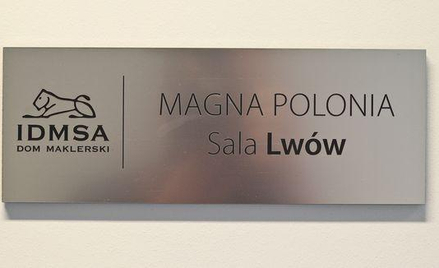 IDMSA
DOM MAKLERSKI
MAGNA POLONIA
Sala Lwów